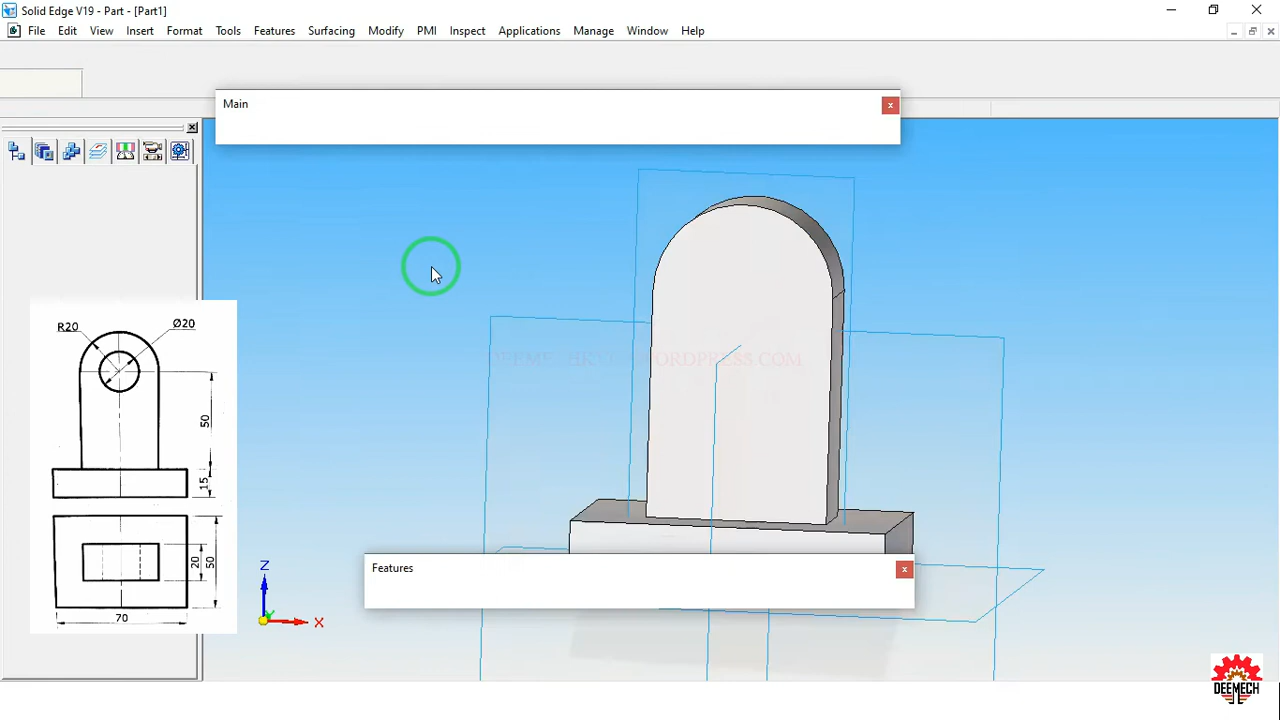 Solid Edge V19 - Part - [Part1]
File Edit View Insert Format Tools Features Surfacing Modify PMI Inspect Applications Manage Window Help
Main
R20
Ø20
50
15
20
50
70
Features
Z
X
DEEMECH